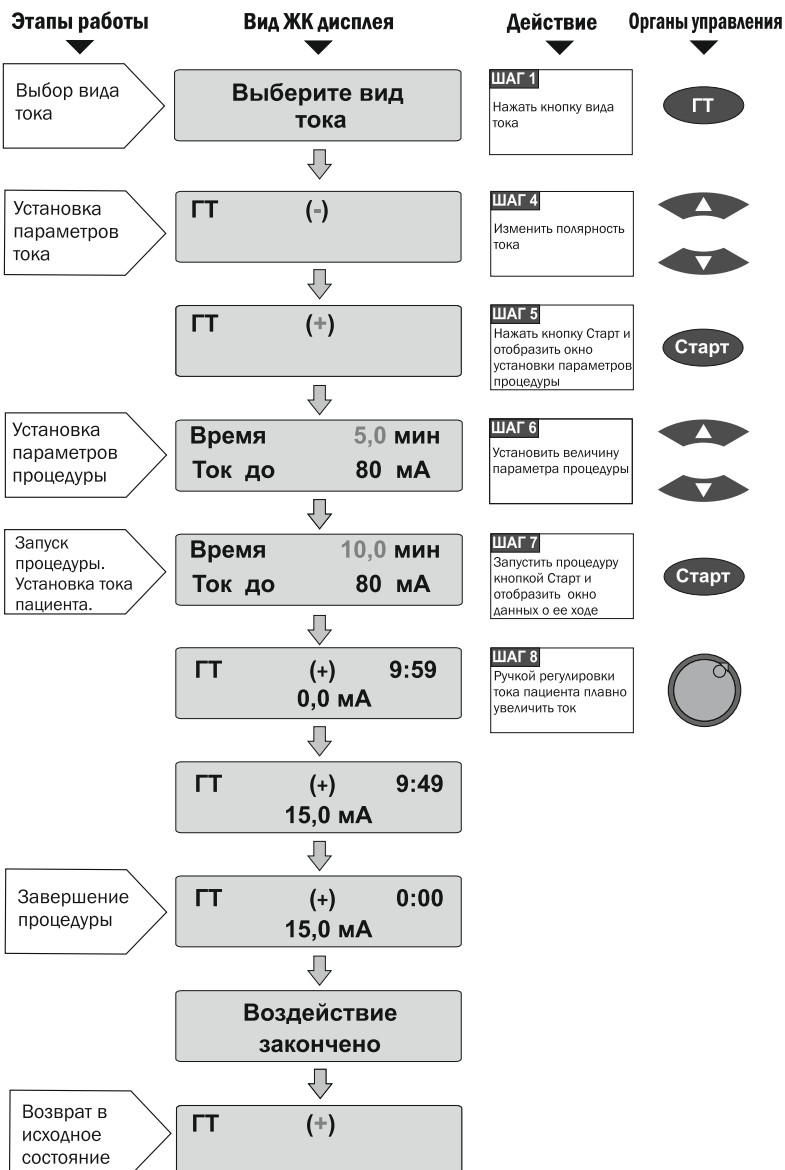 Этапы работы
Вид ЖК дисплея
Действие
Органы управления
Выбор вида
тока
Выберите вид
тока
ШАГ 1
Нажать кнопку вида
тока
ГТ
Установка
параметров
тока
ГТ (-)
ШАГ 4
Изменить полярность
тока
ГТ (+)
ШАГ 5
Нажать кнопку Старт и
отобразить окно
установки параметров
процедуры
Старт
Установка
параметров
процедуры
Время 5,0 мин
Ток до 80 мА
ШАГ 6
Установить величину
параметра процедуры
Запуск
процедуры.
Установка тока
пациента.
Время 10,0 мин
Ток до 80 мА
ШАГ 7
Запустить процедуру
кнопкой Старт и
отобразить окно
данных о ее ходе
Старт
ГТ (+) 9:59
0,0 мА
ШАГ 8
Ручкой регулировки
тока пациента плавно
увеличить ток
ГТ (+) 9:49
15,0 мА
Завершение
процедуры
ГТ (+) 0:00
15,0 мА
Воздействие
закончено
Возврат в
исходное
состояние
ГТ (+)